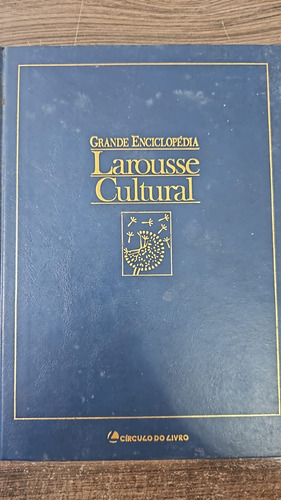 GRANDE ENCICLOPÉDIA
Larousse
Cultural
CÍRCULO DO LIVRO